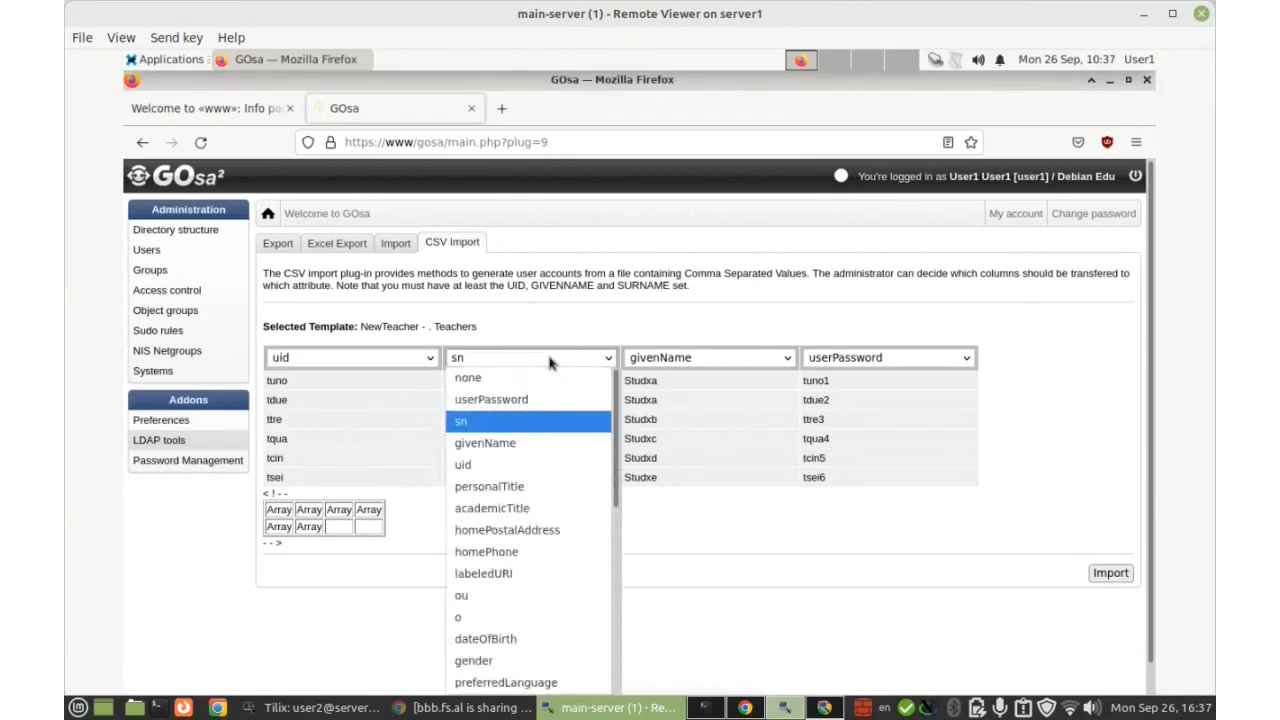 main-server (1) - Remote Viewer on server1
File View Send key Help
Applications GOsa — Mozilla Firefox Mon 26 Sep, 10:37 User1
GOsa — Mozilla Firefox
Welcome to «www»: Info pa GOsa
https://www/gosa/main.php?plug=9
GOsa² You're logged in as User1 User1 [user1] / Debian Edu
Administration
Directory structure
Users
Groups
Access control
Object groups
Sudo rules
NIS Netgroups
Systems
Addons
Preferences
LDAP tools
Password Management
Welcome to GOsa My account Change password
Export Excel Export Import CSV Import
The CSV import plug-in provides methods to generate user accounts from a file containing Comma Separated Values. The administrator can decide which columns should be transfered to
which attribute. Note that you must have at least the UID, GIVENNAME and SURNAME set.
Selected Template: NewTeacher - . Teachers
uid sn givenName userPassword
tuno Studxa tuno1
tdue Studxa tdue2
ttre Studxb ttre3
tqua Studxc tqua4
tcin Studxd tcin5
tsei Studxe tsei6
<!--
Array Array Array Array
Array Array
-->
none
userPassword
sn
givenName
uid
personalTitle
academicTitle
homePostalAddress
homePhone
labeledURI
ou
o
dateOfBirth
gender
preferredLanguage
Import
Tilix: user2@server... [bbb.fs.al is sharing ... main-server (1) - Re... en Mon Sep 26, 16:37